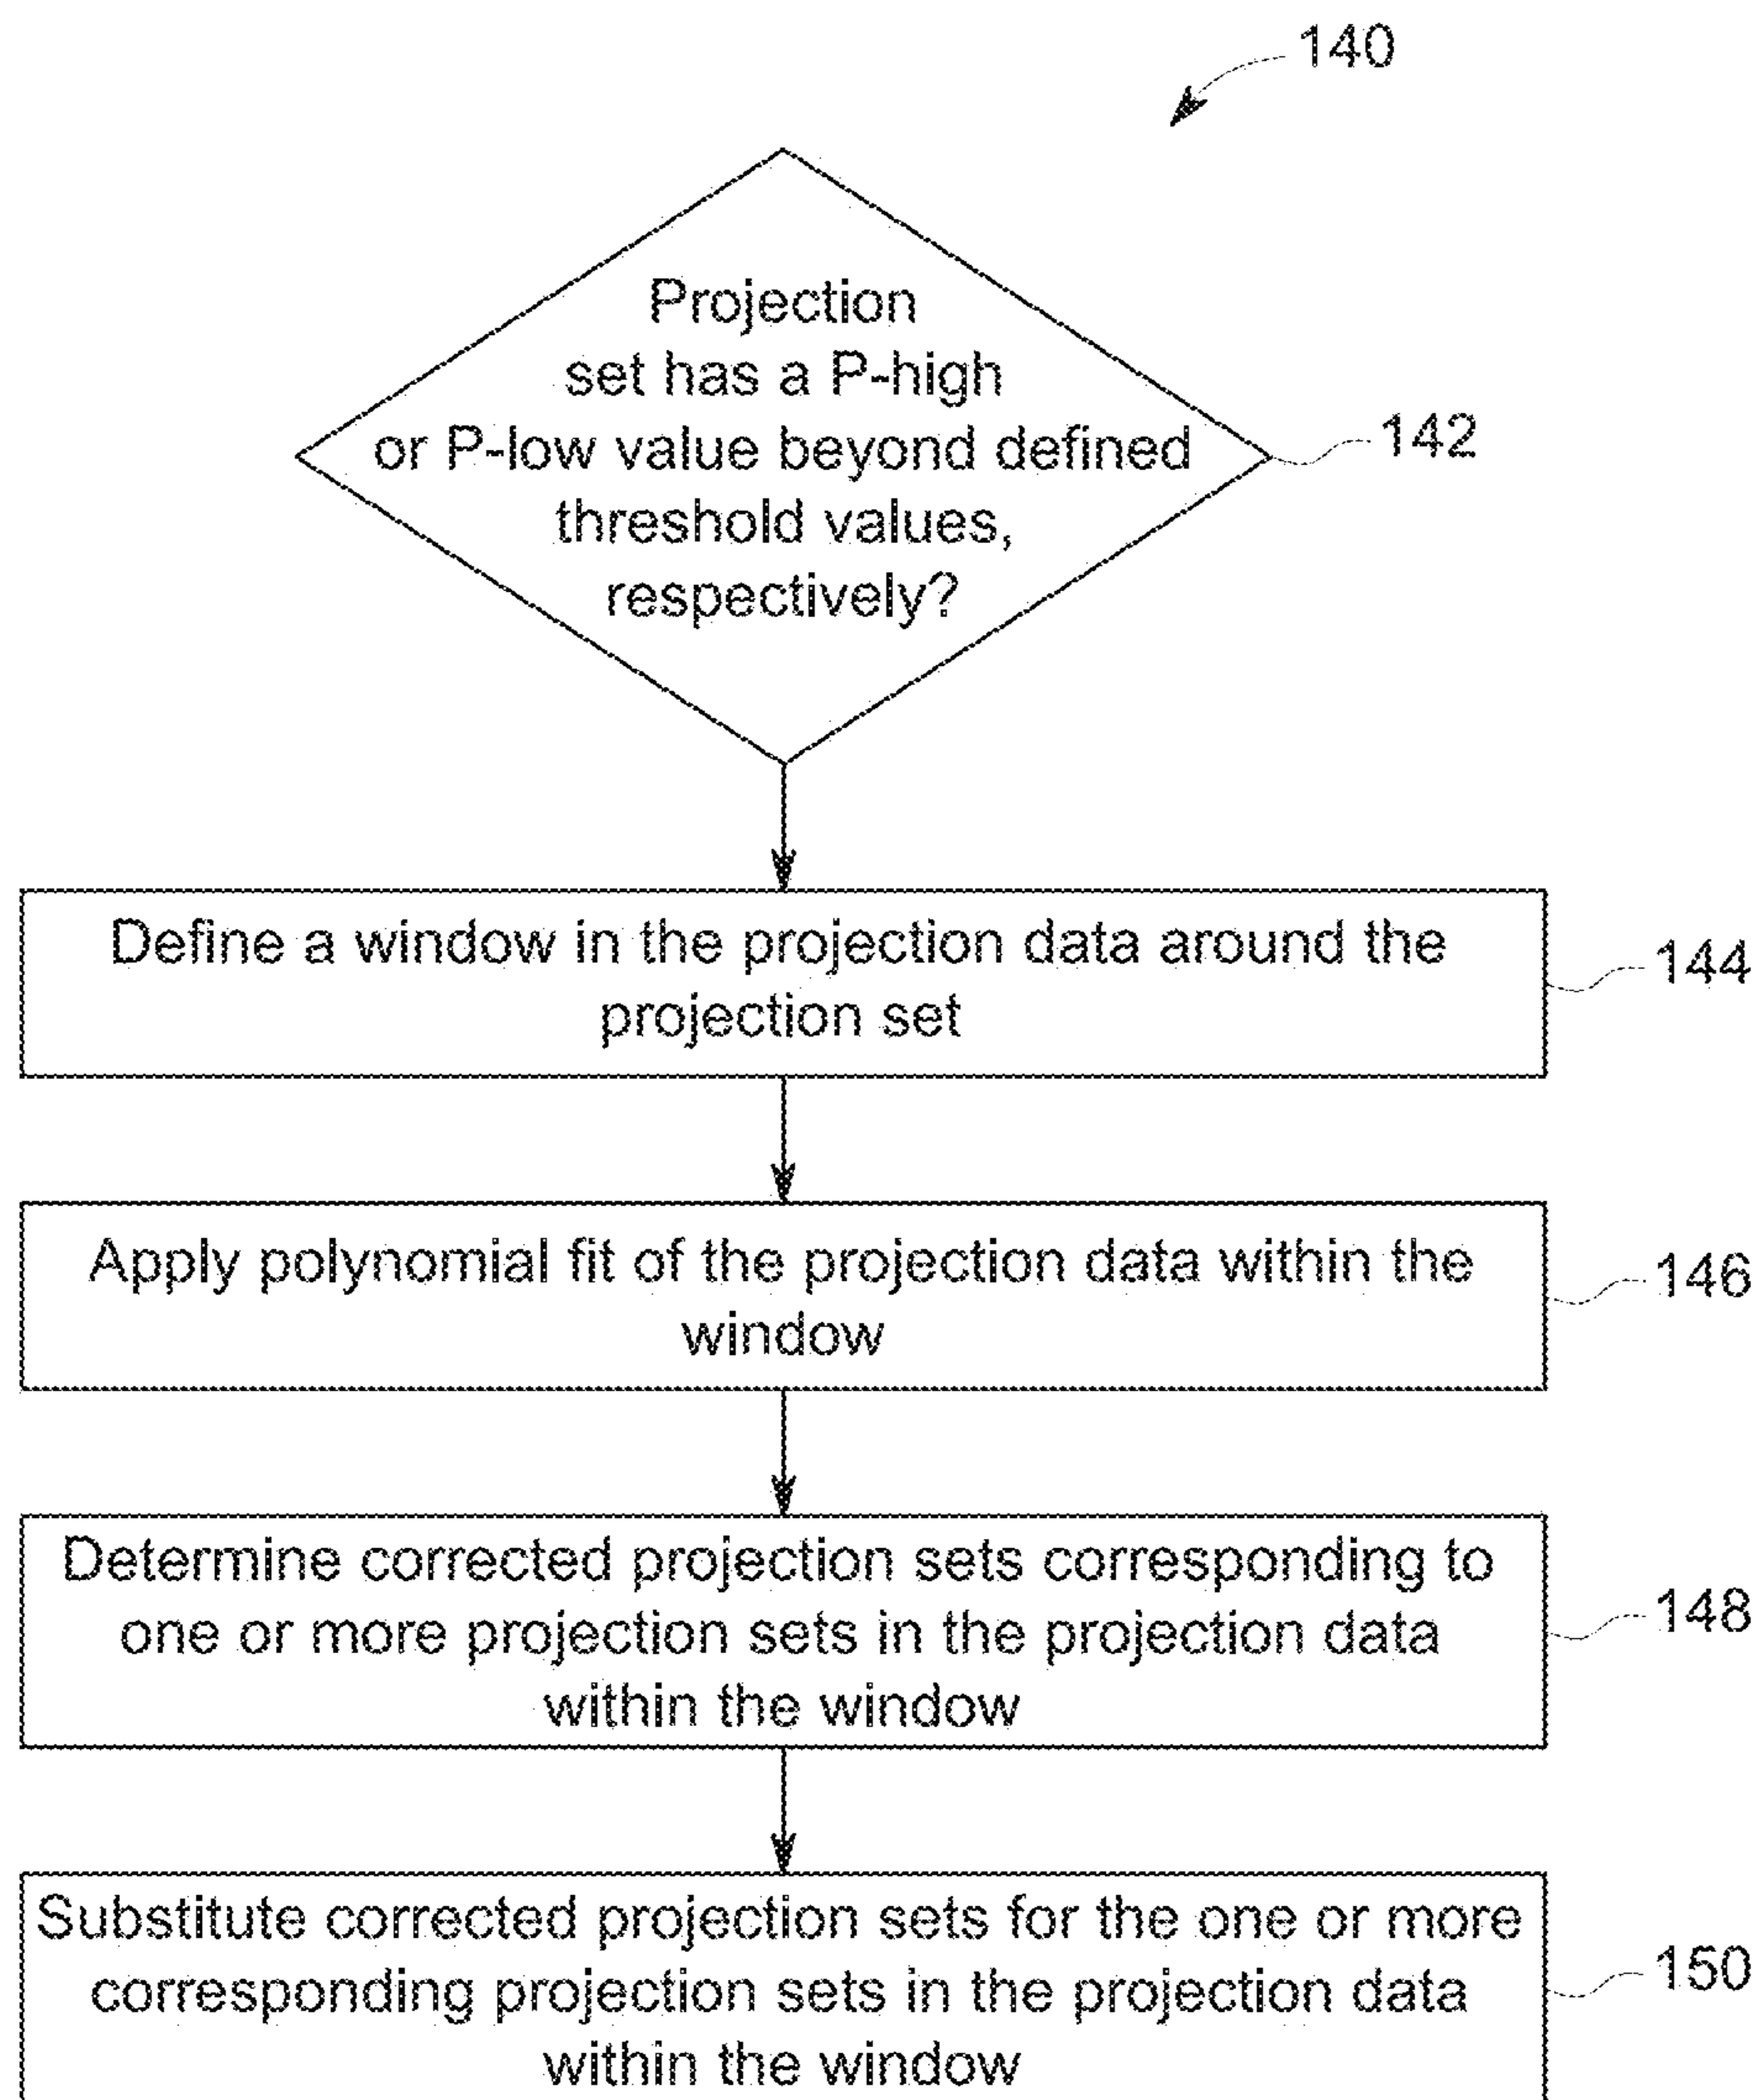 140
Projection
set has a P-high
or P-low value beyond defined
threshold values,
respectively?
142
Define a window in the projection data around the
projection set
144
Apply polynomial fit of the projection data within the
window
146
Determine corrected projection sets corresponding to
one or more projection sets in the projection data
within the window
148
Substitute corrected projection sets for the one or more
corresponding projection sets in the projection data
within the window
150